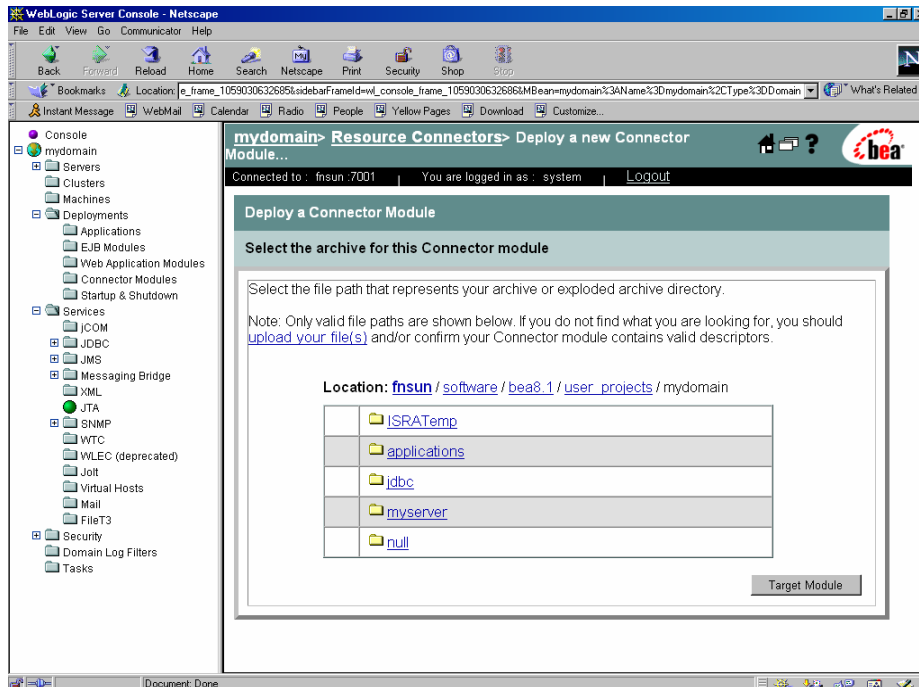 WebLogic Server Console - Netscape
File Edit View Go Communicator Help
Back Forward Reload Home Search Netscape Print Security Shop Stop
Bookmarks Location: e_frame_1059030632685&sidebarFrameId=wl_console_frame_1059030632686&MBean=mydomain%3AName%3Dmydomain%2CType%3DDomain What's Related
Instant Message WebMail Calendar Radio People Yellow Pages Download Customize...
Console
mydomain
Servers
Clusters
Machines
Deployments
Applications
EJB Modules
Web Application Modules
Connector Modules
Startup & Shutdown
Services
jCOM
JDBC
JMS
Messaging Bridge
XML
JTA
SNMP
WTC
WLEC (deprecated)
Jolt
Virtual Hosts
Mail
FileT3
Security
Domain Log Filters
Tasks
mydomain> Resource Connectors> Deploy a new Connector
Module...
bea
Connected to : fnsun :7001 You are logged in as : system Logout
Deploy a Connector Module
Select the archive for this Connector module
Select the file path that represents your archive or exploded archive directory.
Note: Only valid file paths are shown below. If you do not find what you are looking for, you should
upload your file(s) and/or confirm your Connector module contains valid descriptors.
Location: fnsun / software / bea8.1 / user_projects / mydomain
ISRATemp
applications
jdbc
myserver
null
Target Module
Document: Done